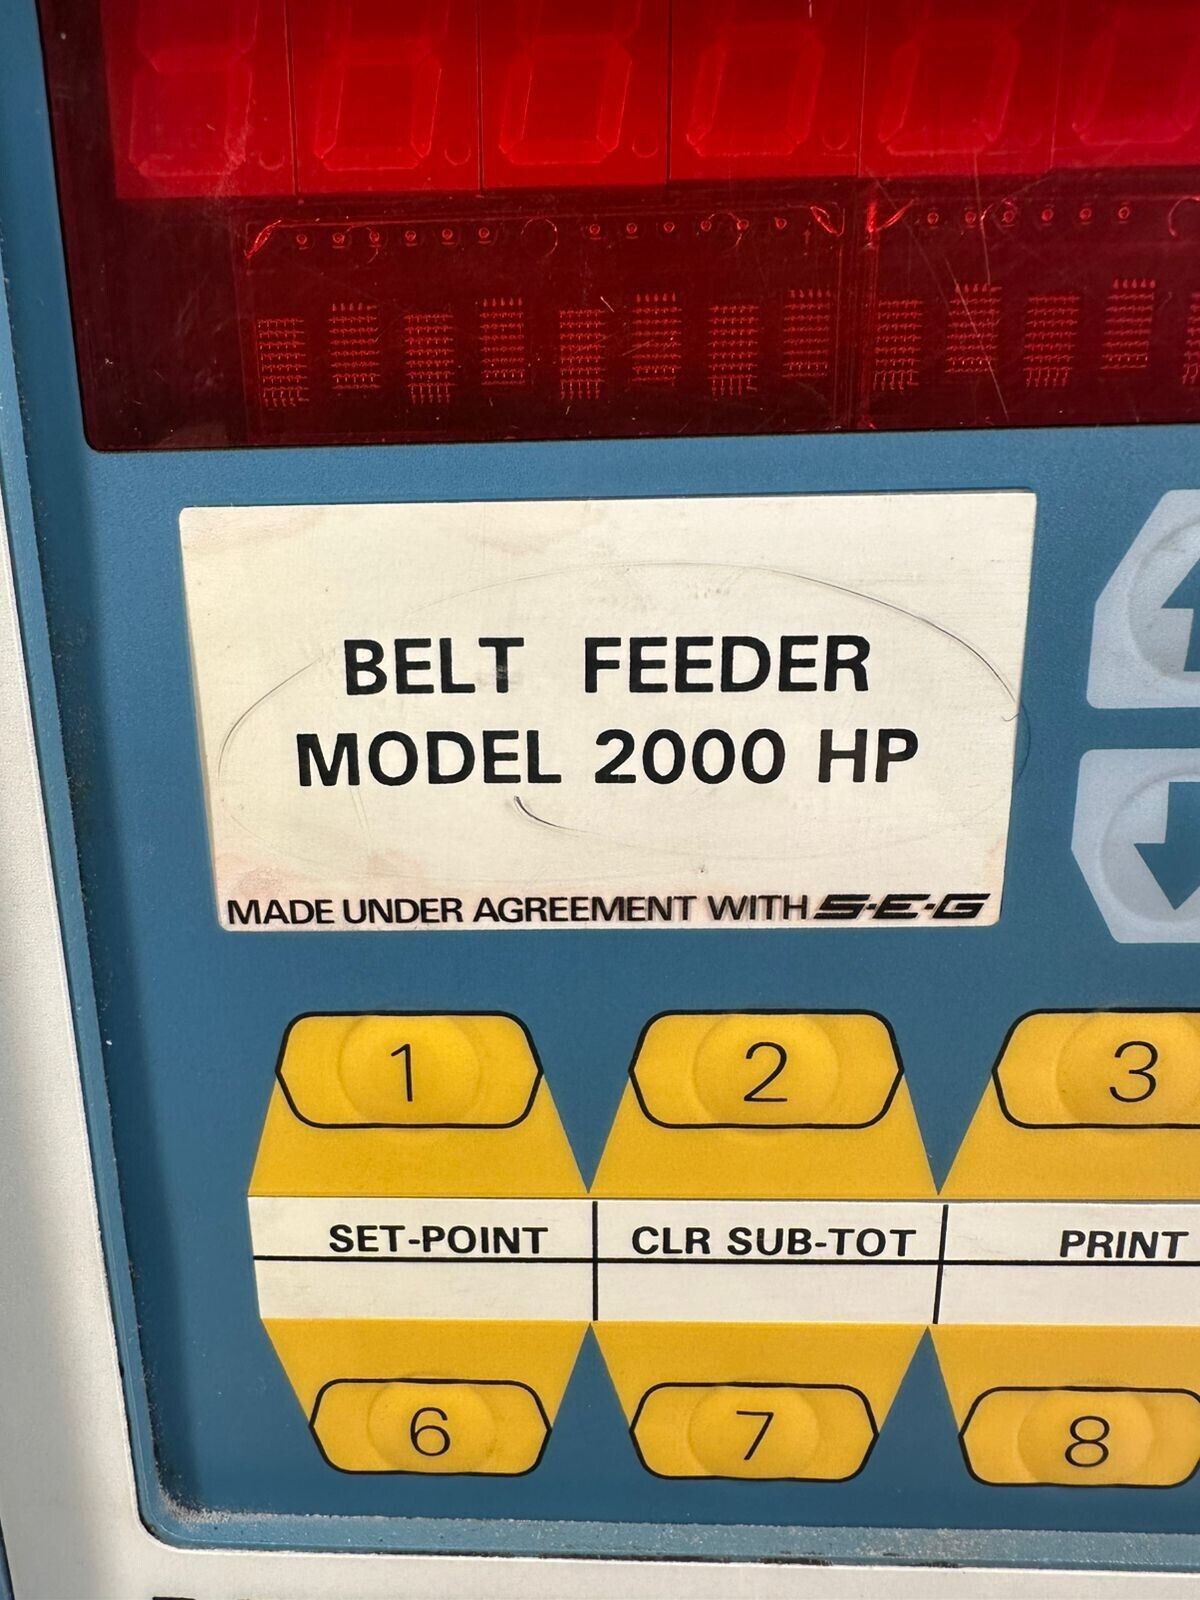 BELT FEEDER
MODEL 2000 HP
MADE UNDER AGREEMENT WITH S·E·G
1 2 3
SET-POINT CLR SUB-TOT PRINT
6 7 8